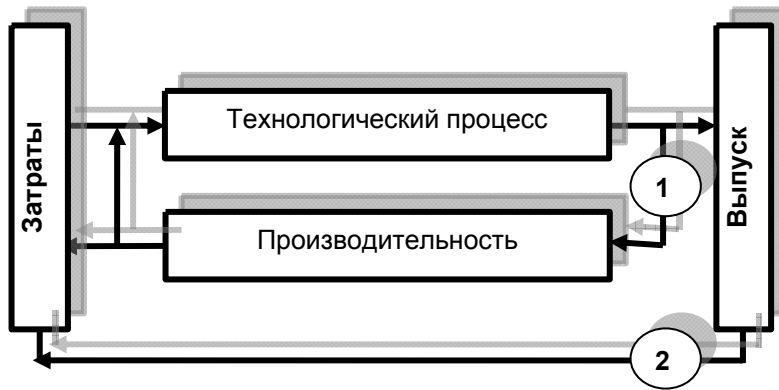 Затраты
Технологический процесс
Выпуск
1
Производительность
2